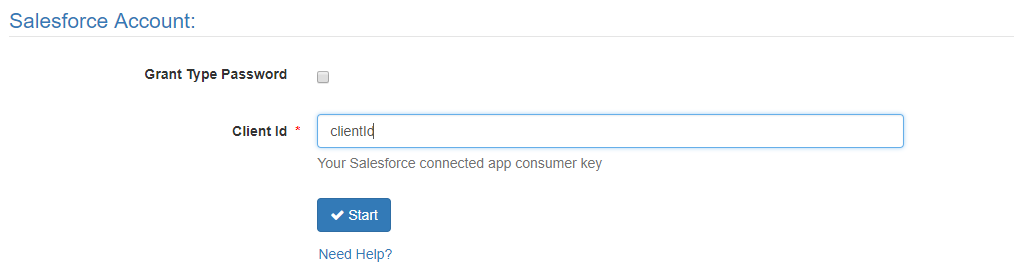 Salesforce Account:
Grant Type Password
Client Id *
clientId
Your Salesforce connected app consumer key
Start
Need Help?